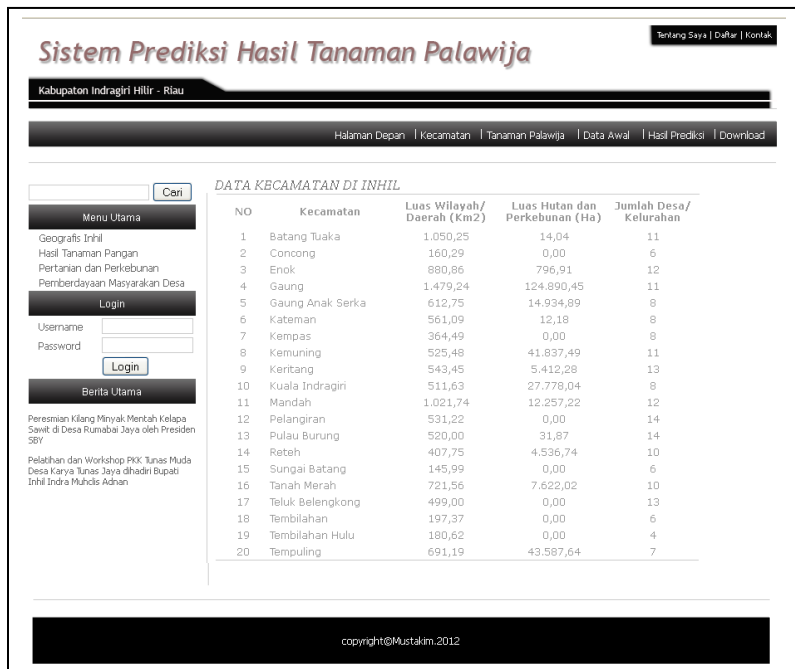 Tentang Saya | Daftar | Kontak
Sistem Prediksi Hasil Tanaman Palawija
Kabupaton Indragiri Hilir - Riau
Halaman Depan | Kecamatan | Tanaman Palawija | Data Awal | Hasil Prediksi | Download
Cari
Menu Utama
Geografis Inhil
Hasil Tanaman Pangan
Pertanian dan Perkebunan
Pemberdayaan Masyarakan Desa
Login
Username
Password
Login
Berita Utama
Peresmian Kilang Minyak Mentah Kelapa
Sawit di Desa Rumabai Jaya oleh Presiden
SBY
Pelatihan dan Workshop PKK Tunas Muda
Desa Karya Tunas Jaya dihadiri Bupati
Inhil Indra Muhclis Adnan
DATA KECAMATAN DI INHIL
NO Kecamatan Luas Wilayah/ Daerah (Km2) Luas Hutan dan Perkebunan (Ha) Jumlah Desa/ Kelurahan
1 Batang Tuaka 1.050,25 14,04 11
2 Concong 160,29 0,00 6
3 Enok 880,86 796,91 12
4 Gaung 1.479,24 124.890,45 11
5 Gaung Anak Serka 612,75 14.934,89 8
6 Kateman 561,09 12,18 8
7 Kempas 364,49 0,00 8
8 Kemuning 525,48 41.837,49 11
9 Keritang 543,45 5.412,28 13
10 Kuala Indragiri 511,63 27.778,04 8
11 Mandah 1.021,74 12.257,22 12
12 Pelangiran 531,22 0,00 14
13 Pulau Burung 520,00 31,87 14
14 Reteh 407,75 4.536,74 10
15 Sungai Batang 145,99 0,00 6
16 Tanah Merah 721,56 7.622,02 10
17 Teluk Belengkong 499,00 0,00 13
18 Tembilahan 197,37 0,00 6
19 Tembilahan Hulu 180,62 0,00 4
20 Tempuling 691,19 43.587,64 7
copyright©Mustakim.2012